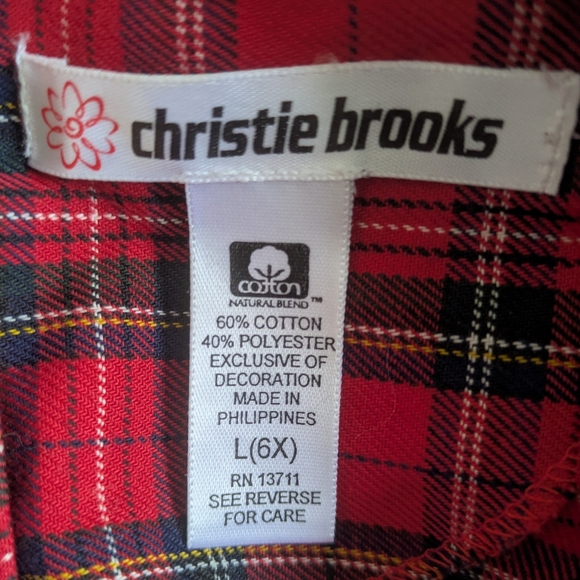 christie brooks
cotton
NATURAL BLEND™
60% COTTON
40% POLYESTER
EXCLUSIVE OF
DECORATION
MADE IN
PHILIPPINES
L(6X)
RN 13711
SEE REVERSE
FOR CARE